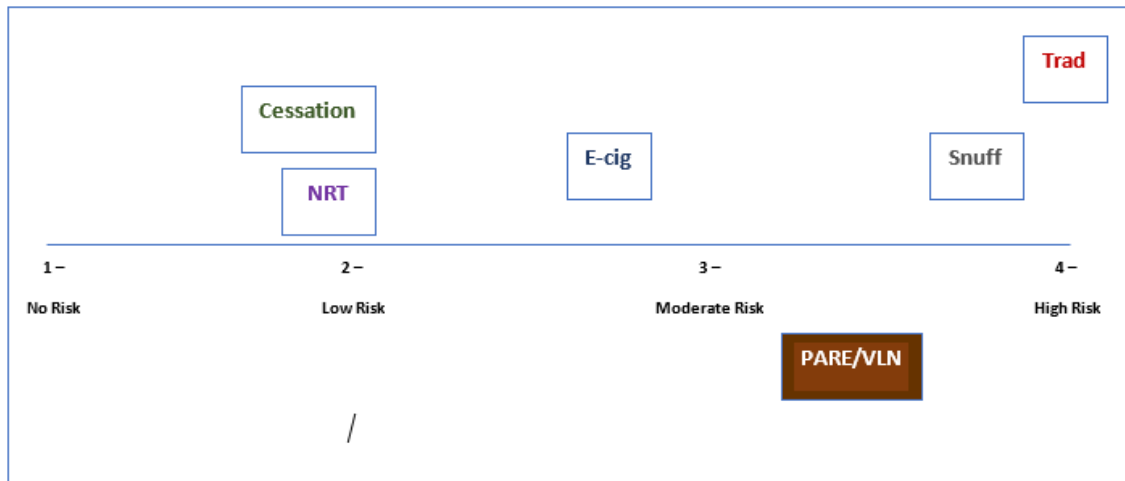 Trad
Cessation
E-cig
Snuff
NRT
1 –
2 –
3 –
4 –
No Risk
Low Risk
Moderate Risk
High Risk
PARE/VLN
/